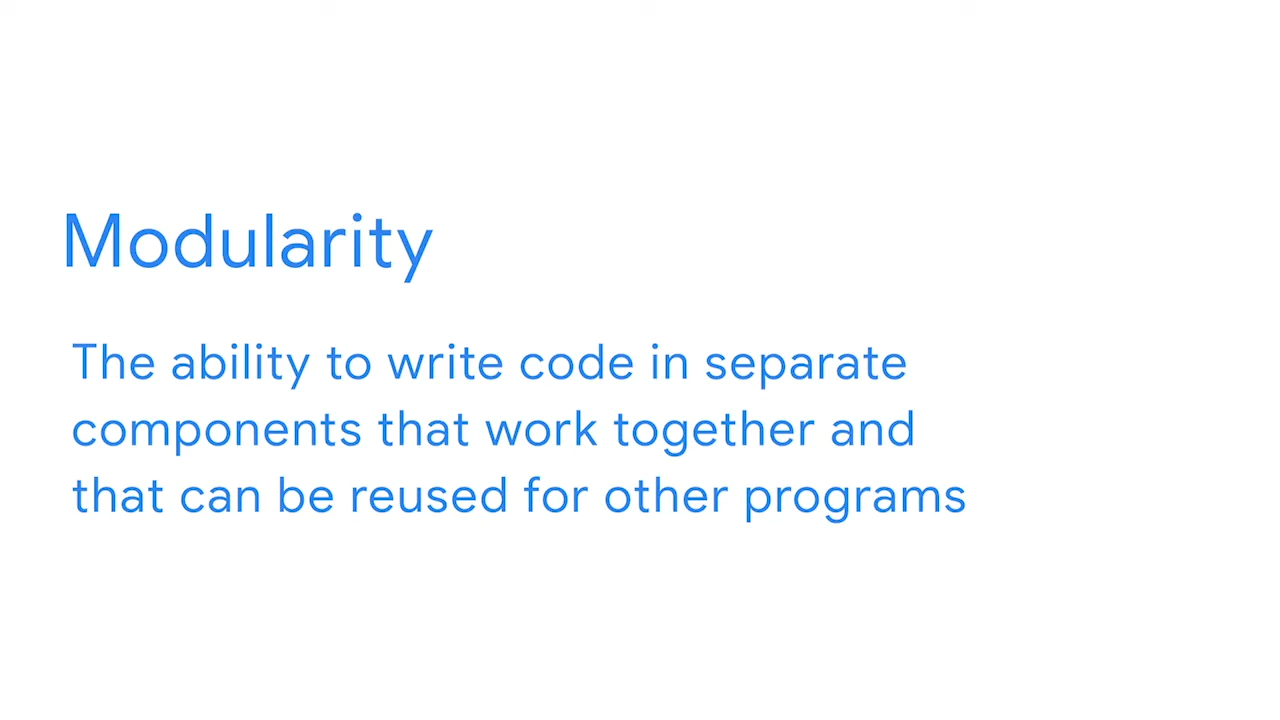 Modularity
The ability to write code in separate
components that work together and
that can be reused for other programs